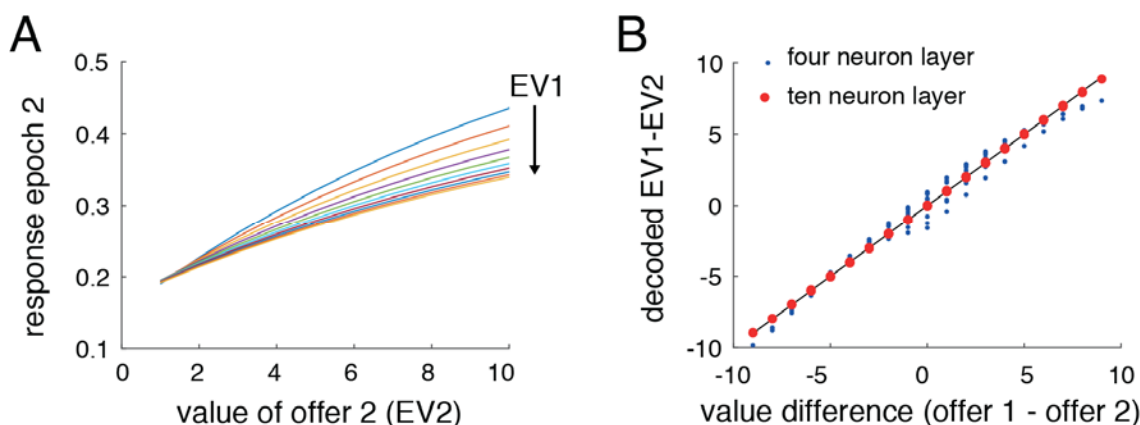 A
response epoch 2
0.5
0.4
0.3
0.2
0.1
EV1
0 2 4 6 8 10
value of offer 2 (EV2)
B
decoded EV1-EV2
10
5
0
-5
-10
four neuron layer
ten neuron layer
-10 -5 0 5 10
value difference (offer 1 - offer 2)